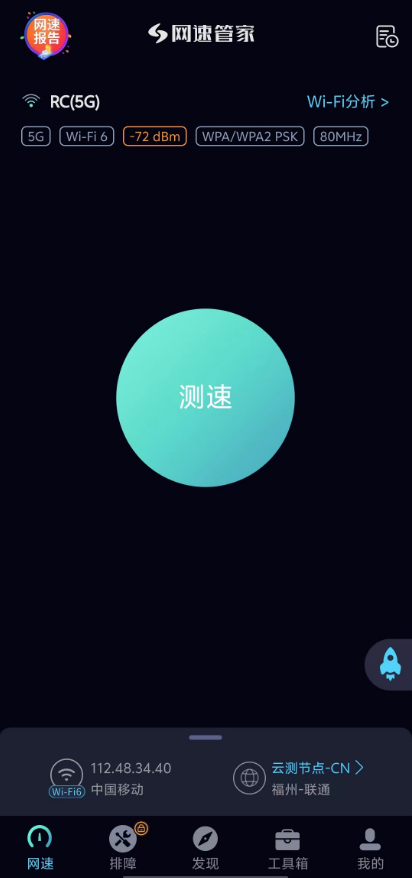 网速
报告
网速管家
RC(5G)
Wi-Fi分析 >
5G
Wi-Fi 6
-72 dBm
WPA/WPA2 PSK
80MHz
测速
112.48.34.40
云测节点-CN
Wi-Fi6
中国移动
福州-联通
网速
排障
发现
工具箱
我的